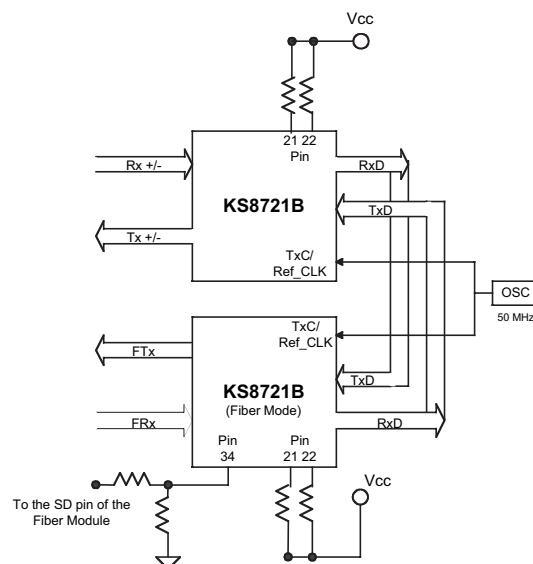 Vcc
21 22
Pin
Rx +/-
RxD
KS8721B
TxD
Tx +/-
TxC/
Ref_CLK
OSC
50 MHz
TxC/
Ref_CLK
FTx
KS8721B
TxD
(Fiber Mode)
FRx
RxD
Pin
34
Pin
21 22
Vcc
To the SD pin of the
Fiber Module